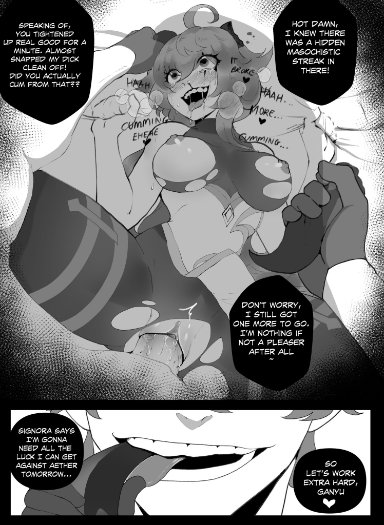 SPEAKING OF,
YOU TIGHTENED
UP REAL GOOD FOR
A MINUTE. ALMOST
SNAPPED MY DICK
CLEAN OFF!
DID YOU ACTUALLY
CUM FROM THAT??
HOT DAMN,
I KNEW THERE
WAS A HIDDEN
MASOCHISTIC
STREAK IN
THERE!
HAAH
BROKE
HAAH..
MORE..
CUMMING
EHEHE
CUMMING...
DON'T WORRY,
I STILL GOT
ONE MORE TO GO.
I'M NOTHING IF
NOT A PLEASER
AFTER ALL
~
SIGNORA SAYS
I'M GONNA
NEED ALL THE
LUCK I CAN GET
AGAINST AETHER
TOMORROW...
SO
LET'S WORK
EXTRA HARD,
GANYU
♥